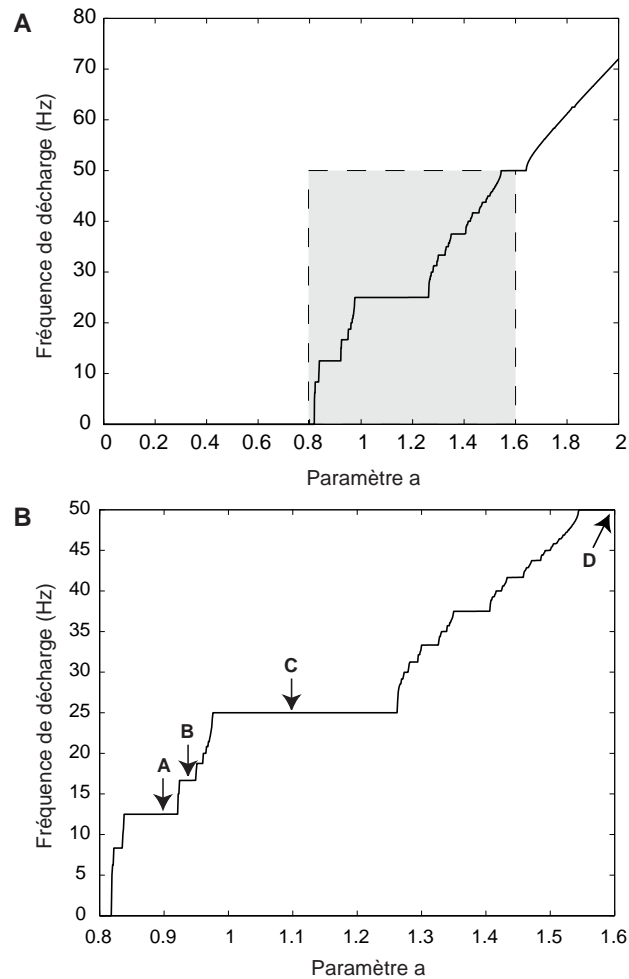 A
80
70
60
50
40
30
20
10
0
Fréquence de décharge (Hz)
0 0.2 0.4 0.6 0.8 1 1.2 1.4 1.6 1.8 2
Paramètre a
B
50
45
40
35
30
25
20
15
10
5
0
Fréquence de décharge (Hz)
D
C
B
A
0.8 0.9 1 1.1 1.2 1.3 1.4 1.5 1.6
Paramètre a